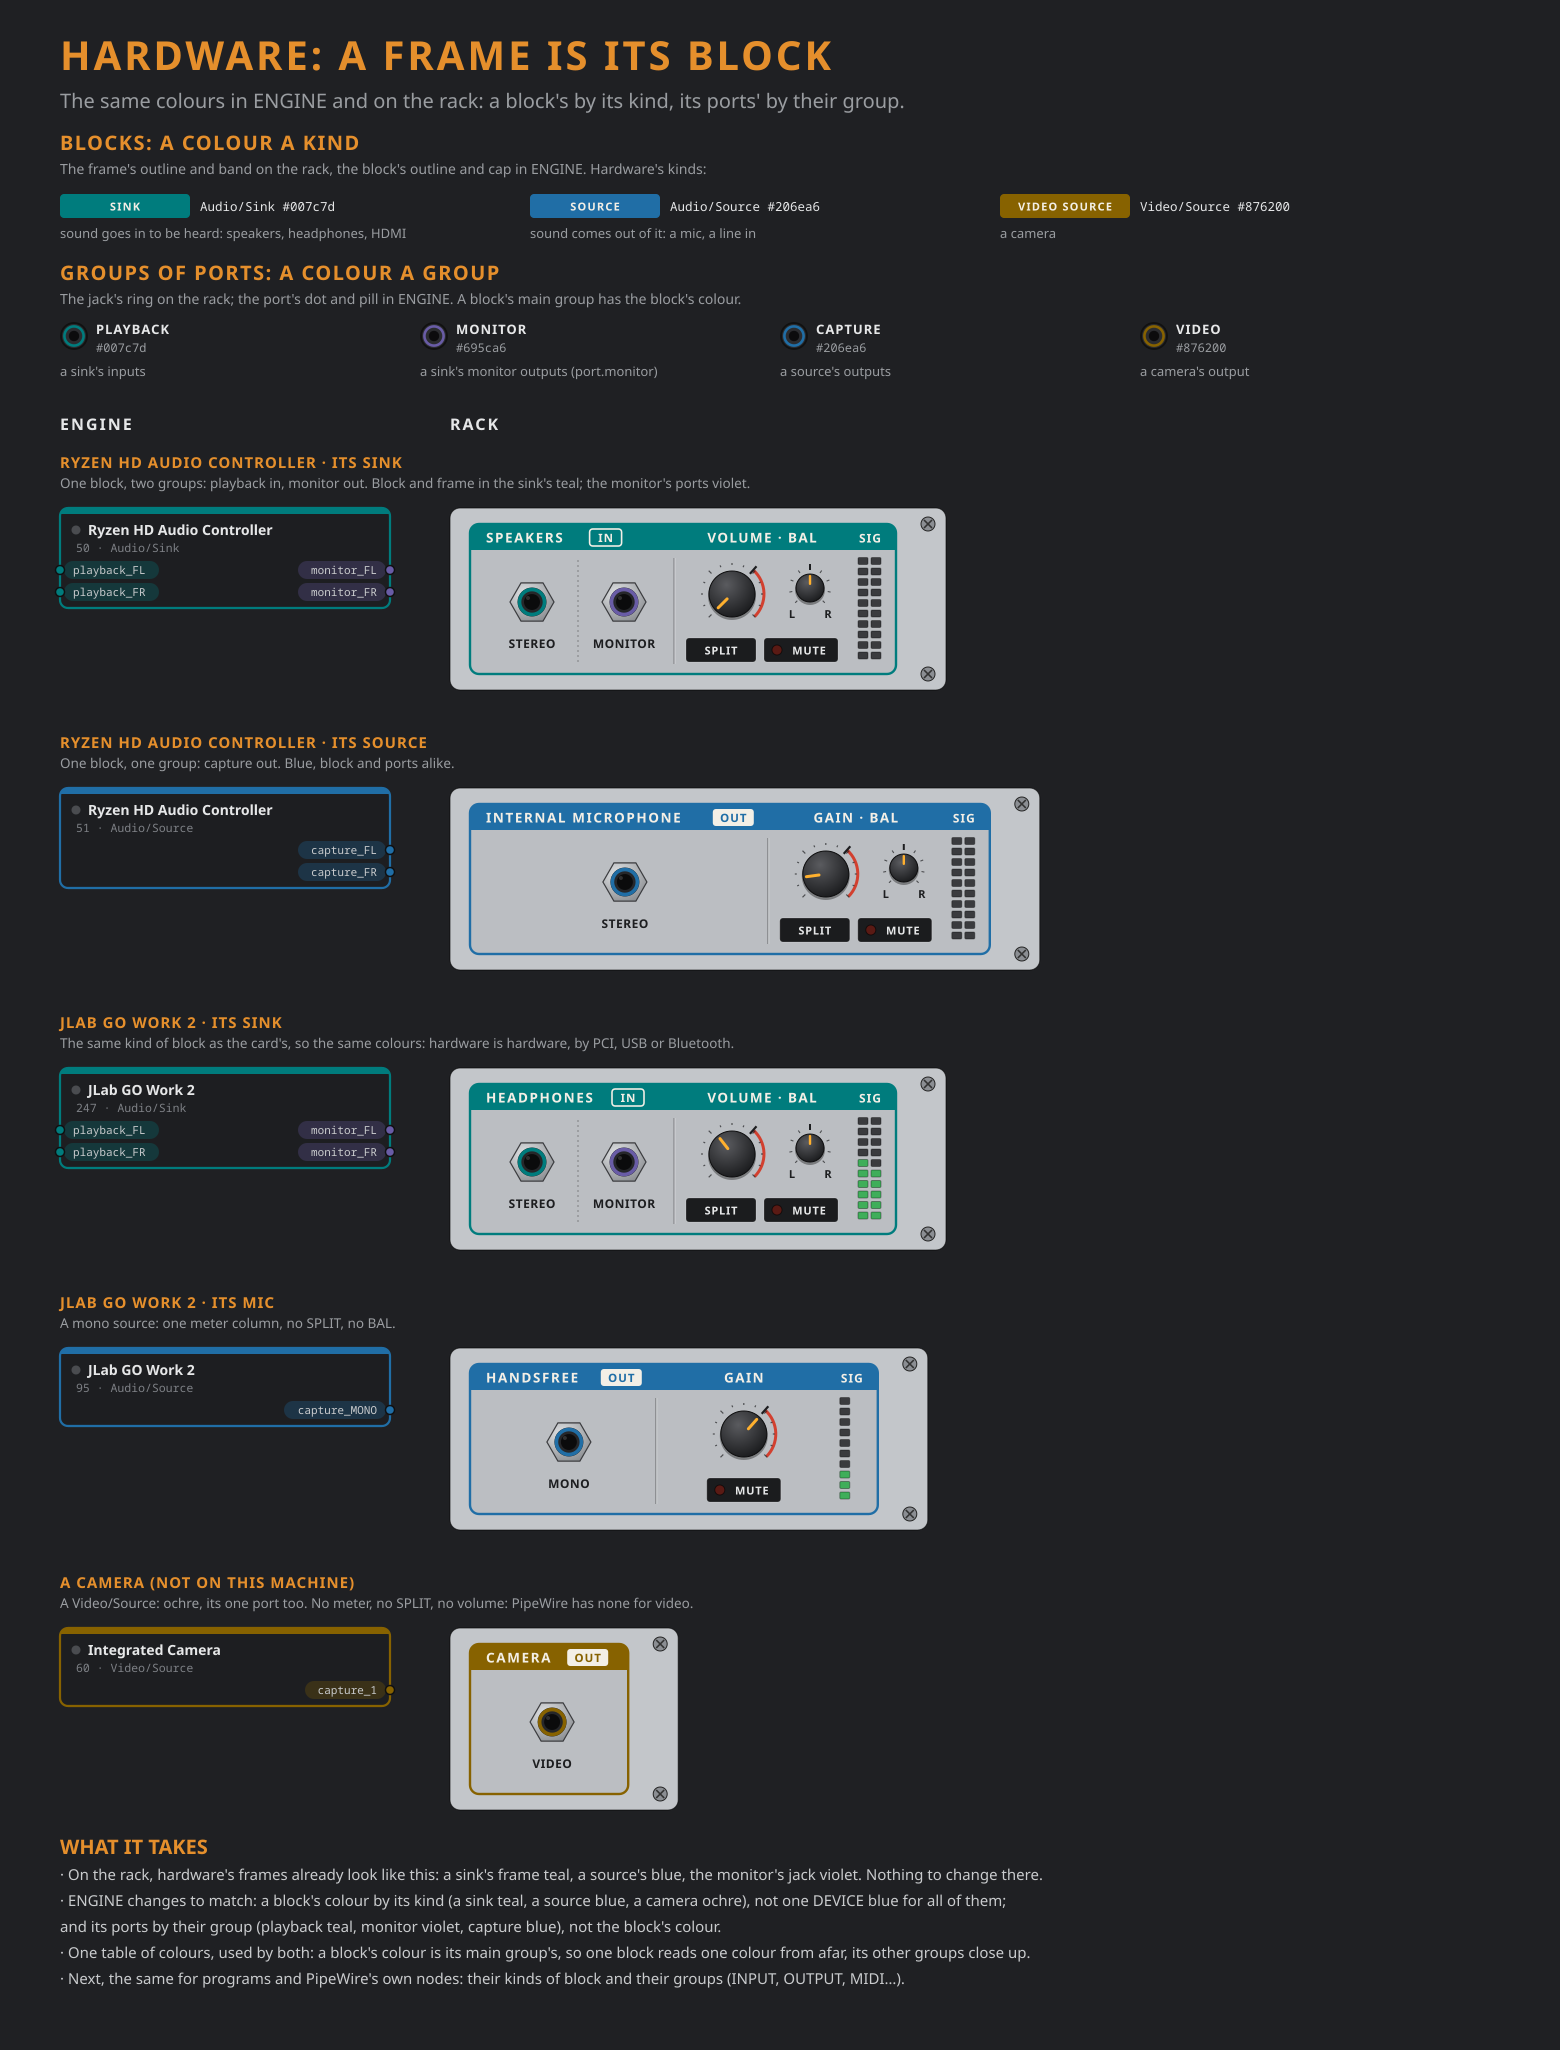 HARDWARE: A FRAME IS ITS BLOCK
The same colours in ENGINE and on the rack: a block's by its kind, its ports' by their group.
BLOCKS: A COLOUR A KIND
The frame's outline and band on the rack, the block's outline and cap in ENGINE. Hardware's kinds:
SINK Audio/Sink #007c7d SOURCE Audio/Source #206ea6 VIDEO SOURCE Video/Source #876200
sound goes in to be heard: speakers, headphones, HDMI sound comes out of it: a mic, a line in a camera
GROUPS OF PORTS: A COLOUR A GROUP
The jack's ring on the rack; the port's dot and pill in ENGINE. A block's main group has the block's colour.
PLAYBACK MONITOR CAPTURE VIDEO
#007c7d #695ca6 #206ea6 #876200
a sink's inputs a sink's monitor outputs (port.monitor) a source's outputs a camera's output
ENGINE RACK
RYZEN HD AUDIO CONTROLLER · ITS SINK
One block, two groups: playback in, monitor out. Block and frame in the sink's teal; the monitor's ports violet.
Ryzen HD Audio Controller
50 · Audio/Sink
playback_FL monitor_FL
playback_FR monitor_FR
SPEAKERS IN VOLUME · BAL SIG
L R
STEREO MONITOR
SPLIT MUTE
RYZEN HD AUDIO CONTROLLER · ITS SOURCE
One block, one group: capture out. Blue, block and ports alike.
Ryzen HD Audio Controller
51 · Audio/Source
capture_FL
capture_FR
INTERNAL MICROPHONE OUT GAIN · BAL SIG
L R
STEREO
SPLIT MUTE
JLAB GO WORK 2 · ITS SINK
The same kind of block as the card's, so the same colours: hardware is hardware, by PCI, USB or Bluetooth.
JLab GO Work 2
247 · Audio/Sink
playback_FL monitor_FL
playback_FR monitor_FR
HEADPHONES IN VOLUME · BAL SIG
L R
STEREO MONITOR
SPLIT MUTE
JLAB GO WORK 2 · ITS MIC
A mono source: one meter column, no SPLIT, no BAL.
JLab GO Work 2
95 · Audio/Source
capture_MONO
HANDSFREE OUT GAIN SIG
MONO
MUTE
A CAMERA (NOT ON THIS MACHINE)
A Video/Source: ochre, its one port too. No meter, no SPLIT, no volume: PipeWire has none for video.
Integrated Camera
60 · Video/Source
capture_1
CAMERA OUT
VIDEO
WHAT IT TAKES
· On the rack, hardware's frames already look like this: a sink's frame teal, a source's blue, the monitor's jack violet. Nothing to change there.
· ENGINE changes to match: a block's colour by its kind (a sink teal, a source blue, a camera ochre), not one DEVICE blue for all of them;
and its ports by their group (playback teal, monitor violet, capture blue), not the block's colour.
· One table of colours, used by both: a block's colour is its main group's, so one block reads one colour from afar, its other groups close up.
· Next, the same for programs and PipeWire's own nodes: their kinds of block and their groups (INPUT, OUTPUT, MIDI…).